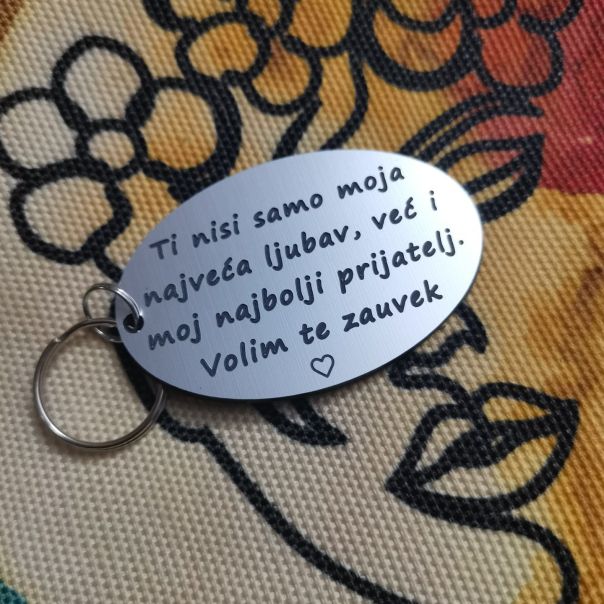 Ti nisi samo moja
najveća ljubav, već i
moj najbolji prijatelj.
Volim te zauvek
♡